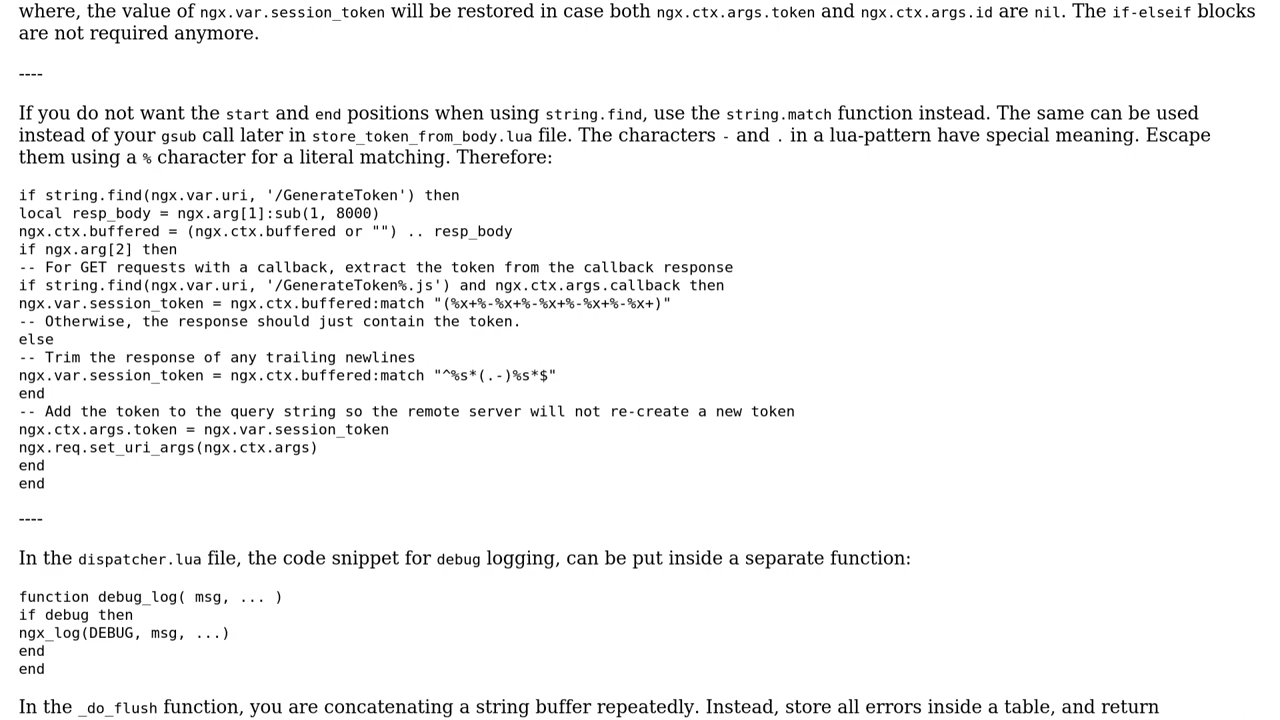 where, the value of ngx.var.session_token will be restored in case both ngx.ctx.args.token and ngx.ctx.args.id are nil. The if-elseif blocks
are not required anymore.
----
If you do not want the start and end positions when using string.find, use the string.match function instead. The same can be used
instead of your gsub call later in store_token_from_body.lua file. The characters - and . in a lua-pattern have special meaning. Escape
them using a % character for a literal matching. Therefore:
if string.find(ngx.var.uri, '/GenerateToken') then
local resp_body = ngx.arg[1]:sub(1, 8000)
ngx.ctx.buffered = (ngx.ctx.buffered or "") .. resp_body
if ngx.arg[2] then
-- For GET requests with a callback, extract the token from the callback response
if string.find(ngx.var.uri, '/GenerateToken%.js') and ngx.ctx.args.callback then
ngx.var.session_token = ngx.ctx.buffered:match "(%x+%-%x+%-%x+%-%x+%-%x+)"
-- Otherwise, the response should just contain the token.
else
-- Trim the response of any trailing newlines
ngx.var.session_token = ngx.ctx.buffered:match "^%s*(.-)%s*$"
end
-- Add the token to the query string so the remote server will not re-create a new token
ngx.ctx.args.token = ngx.var.session_token
ngx.req.set_uri_args(ngx.ctx.args)
end
end
----
In the dispatcher.lua file, the code snippet for debug logging, can be put inside a separate function:
function debug_log( msg, ... )
if debug then
ngx_log(DEBUG, msg, ...)
end
end
In the _do_flush function, you are concatenating a string buffer repeatedly. Instead, store all errors inside a table, and return